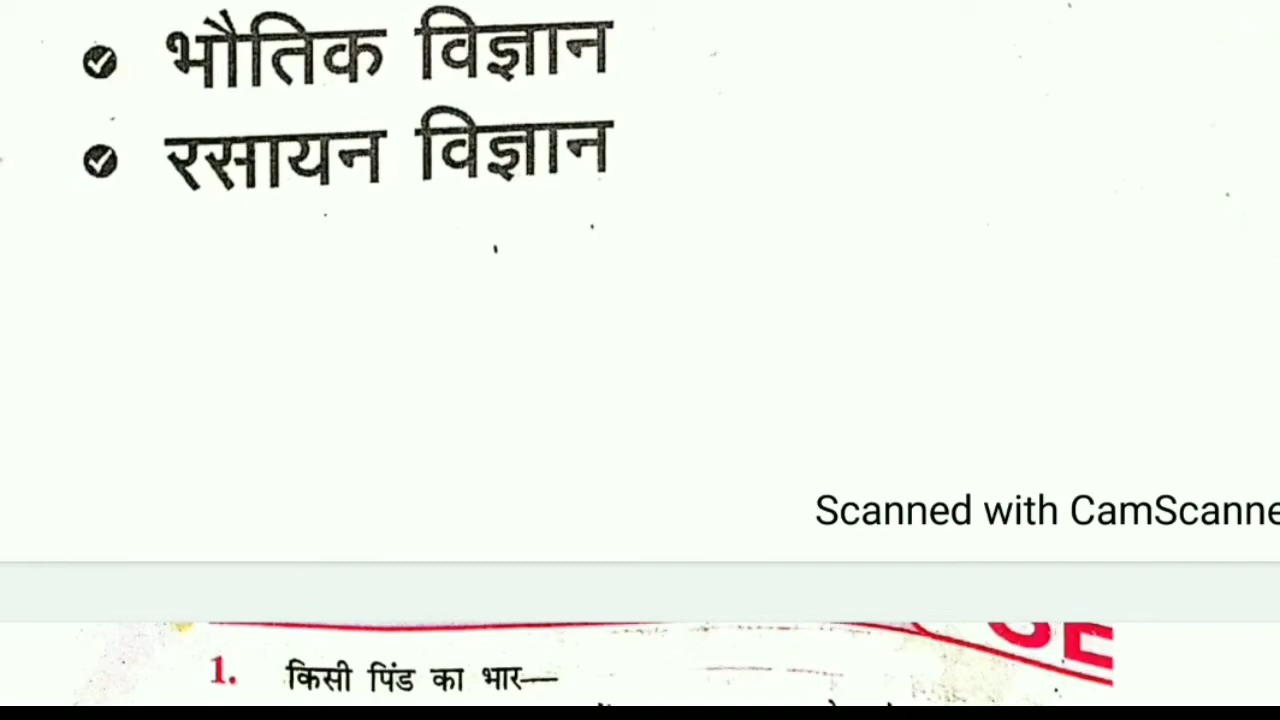 भौतिक विज्ञान
रसायन विज्ञान
Scanned with CamScanne
1. किसी पिंड का भार—